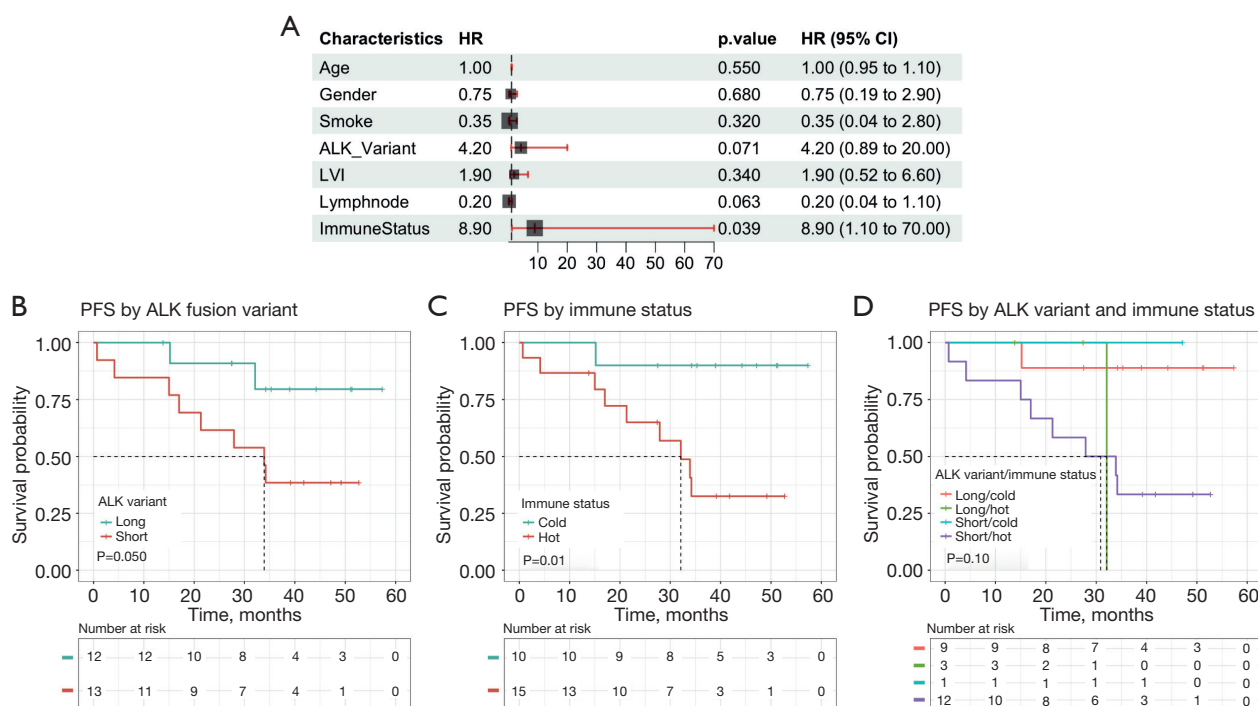 A
Characteristics HR p.value HR (95% CI)
Age 1.00 0.550 1.00 (0.95 to 1.10)
Gender 0.75 0.680 0.75 (0.19 to 2.90)
Smoke 0.35 0.320 0.35 (0.04 to 2.80)
ALK_Variant 4.20 0.071 4.20 (0.89 to 20.00)
LVI 1.90 0.340 1.90 (0.52 to 6.60)
Lymphnode 0.20 0.063 0.20 (0.04 to 1.10)
ImmuneStatus 8.90 0.039 8.90 (1.10 to 70.00)
10 20 30 40 50 60 70
B PFS by ALK fusion variant
Survival probability
1.00
0.75
0.50
0.25
0.00
ALK variant
Long
Short
P=0.050
0 10 20 30 40 50 60
Time, months
Number at risk
12 12 10 8 4 3 0
13 11 9 7 4 1 0
C PFS by immune status
Survival probability
1.00
0.75
0.50
0.25
0.00
Immune status
Cold
Hot
P=0.01
0 10 20 30 40 50 60
Time, months
Number at risk
10 10 9 8 5 3 0
15 13 10 7 3 1 0
D PFS by ALK variant and immune status
Survival probability
1.00
0.75
0.50
0.25
0.00
ALK variant/immune status
Long/cold
Long/hot
Short/cold
Short/hot
P=0.10
0 10 20 30 40 50 60
Time, months
Number at risk
9 9 8 7 4 3 0
3 3 2 1 0 0 0
1 1 1 1 1 0 0
12 10 8 6 3 1 0